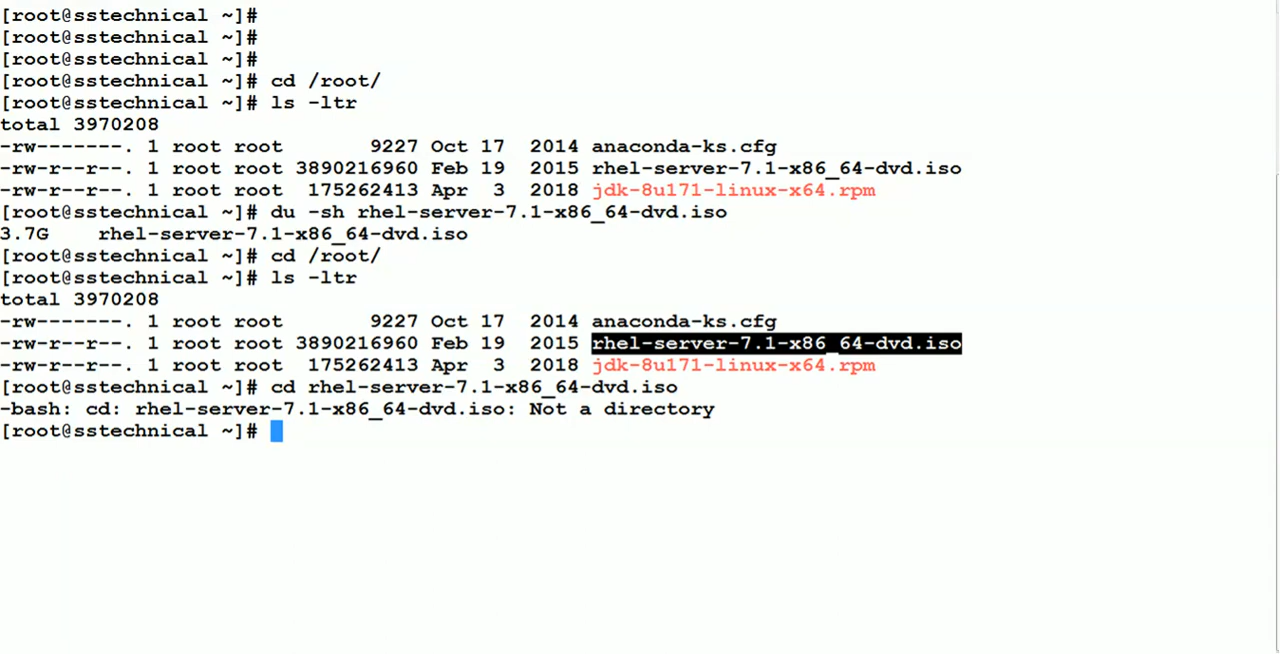 [root@sstechnical ~]#
[root@sstechnical ~]#
[root@sstechnical ~]#
[root@sstechnical ~]# cd /root/
[root@sstechnical ~]# ls -ltr
total 3970208
-rw-------. 1 root root       9227 Oct 17  2014 anaconda-ks.cfg
-rw-r--r--. 1 root root 3890216960 Feb 19  2015 rhel-server-7.1-x86_64-dvd.iso
-rw-r--r--. 1 root root  175262413 Apr  3  2018 jdk-8u171-linux-x64.rpm
[root@sstechnical ~]# du -sh rhel-server-7.1-x86_64-dvd.iso
3.7G    rhel-server-7.1-x86_64-dvd.iso
[root@sstechnical ~]# cd /root/
[root@sstechnical ~]# ls -ltr
total 3970208
-rw-------. 1 root root       9227 Oct 17  2014 anaconda-ks.cfg
-rw-r--r--. 1 root root 3890216960 Feb 19  2015 rhel-server-7.1-x86_64-dvd.iso
-rw-r--r--. 1 root root  175262413 Apr  3  2018 jdk-8u171-linux-x64.rpm
[root@sstechnical ~]# cd rhel-server-7.1-x86_64-dvd.iso
-bash: cd: rhel-server-7.1-x86_64-dvd.iso: Not a directory
[root@sstechnical ~]#